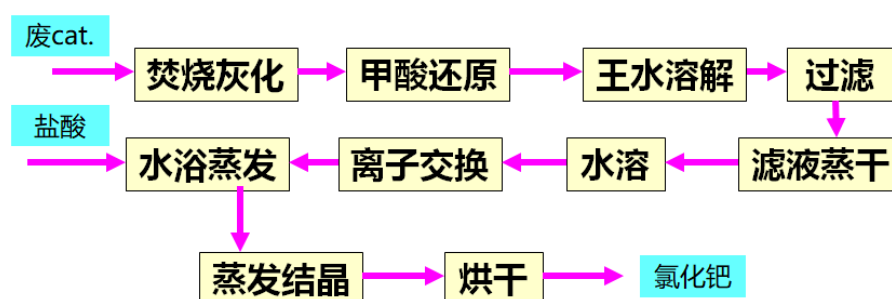 废cat.
焚烧灰化
甲酸还原
王水溶解
过滤
盐酸
水浴蒸发
离子交换
水溶
滤液蒸干
蒸发结晶
烘干
氯化钯